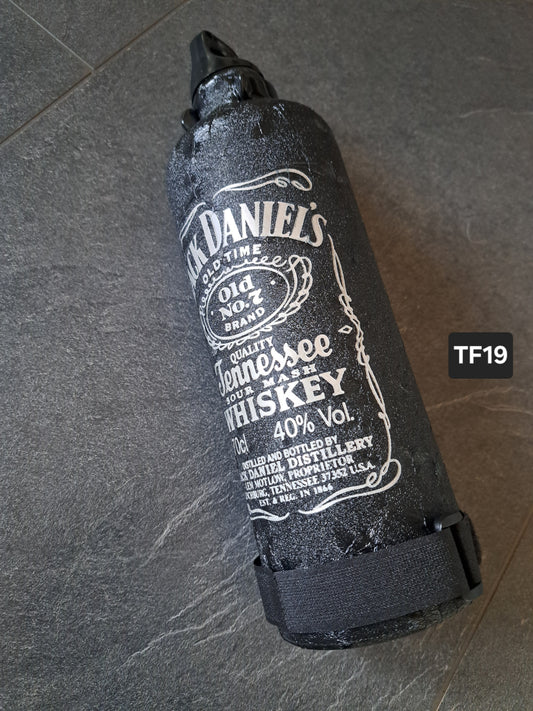 CK DANIEL'S
OLD TIME
Old
No.7
BRAND
QUALITY
Tennessee
SOUR MASH
WHISKEY
70cl 40% Vol.
DISTILLED AND BOTTLED BY
CK DANIEL DISTILLERY
LEM MOTLOW, PROPRIETOR
CHBURG, TENNESSEE 37352 U.S.A.
EST. & REG. IN 1866
TF19